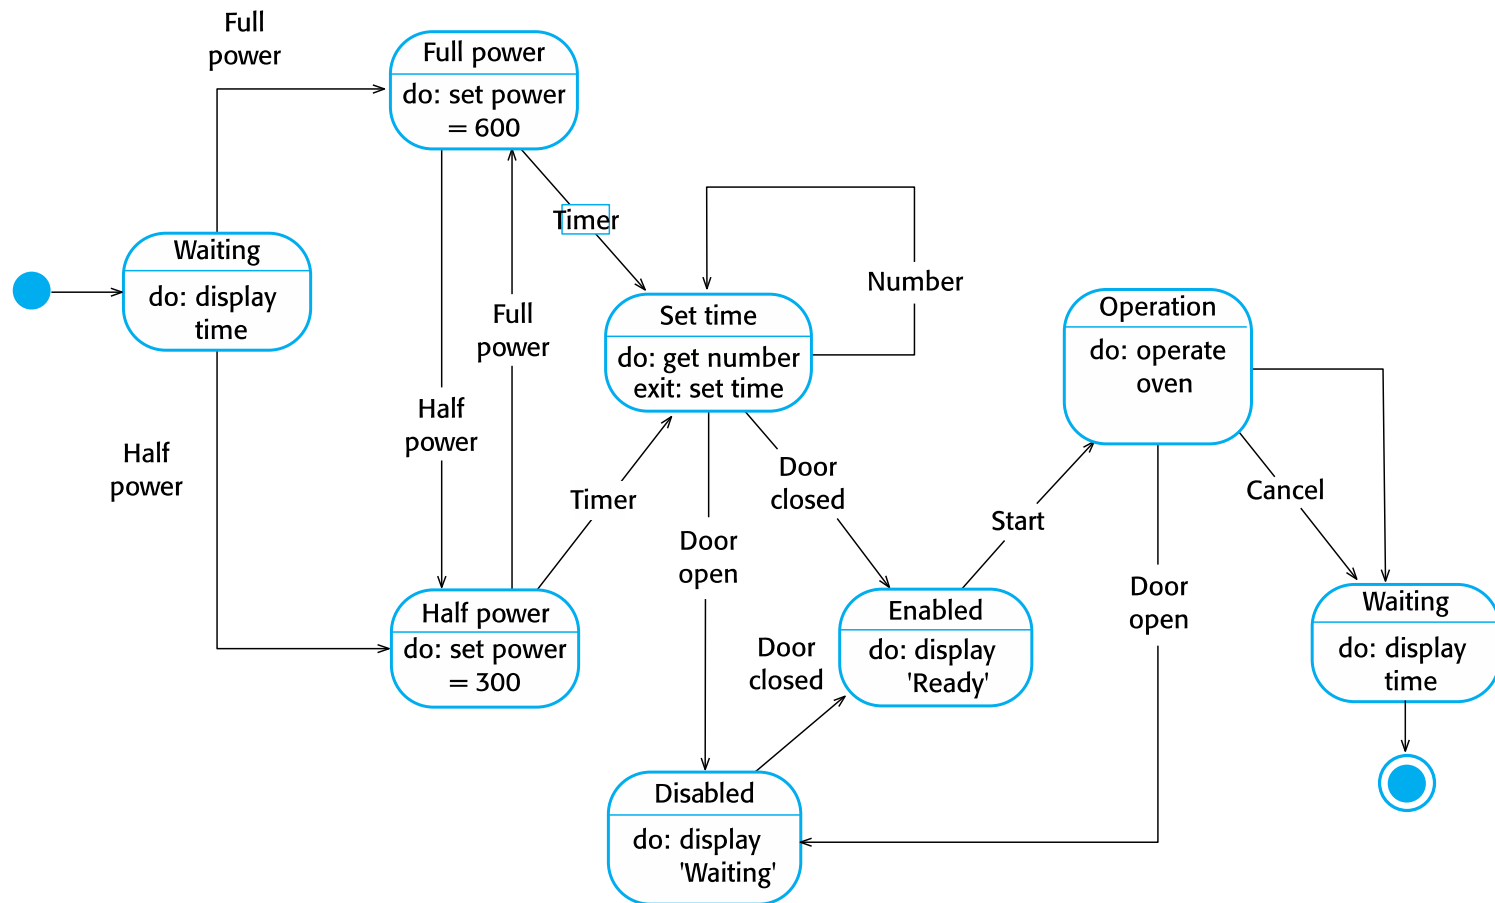 Full
power
Full power
do: set power
= 600
Timer
Waiting
do: display
time
Number
Full
power
Set time
do: get number
exit: set time
Operation
do: operate
oven
Half
power
Half
power
Timer
Door
closed
Door
open
Start
Cancel
Door
open
Half power
do: set power
= 300
Door
closed
Enabled
do: display
'Ready'
Waiting
do: display
time
Disabled
do: display
'Waiting'